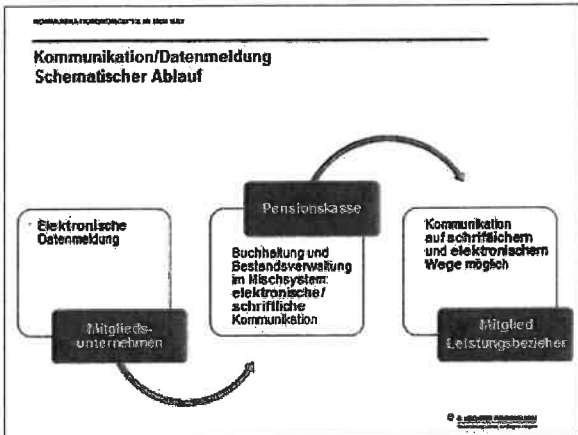 Kommunikation/Datenmeldung
Schematischer Ablauf
Elektronische
Datenmeldung
Mitglieds-
unternehmen
Pensionskasse
Buchhaltung und
Bestandsverwaltung
im Mischsystem:
elektronische/
schriftliche
Kommunikation
Kommunikation
auf schriftlichem
und elektronischem
Wege möglich
Mitglied
Leistungsbezieher